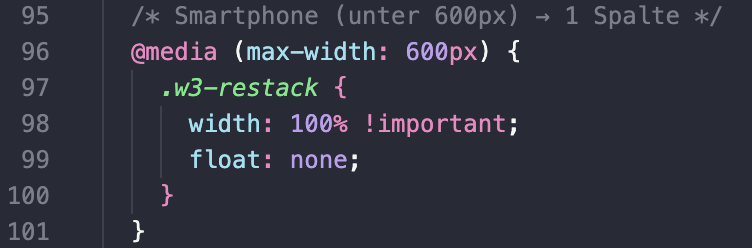 95 /* Smartphone (unter 600px) → 1 Spalte */
96 @media (max-width: 600px) {
97 .w3-restack {
98 width: 100% !important;
99 float: none;
100 }
101 }